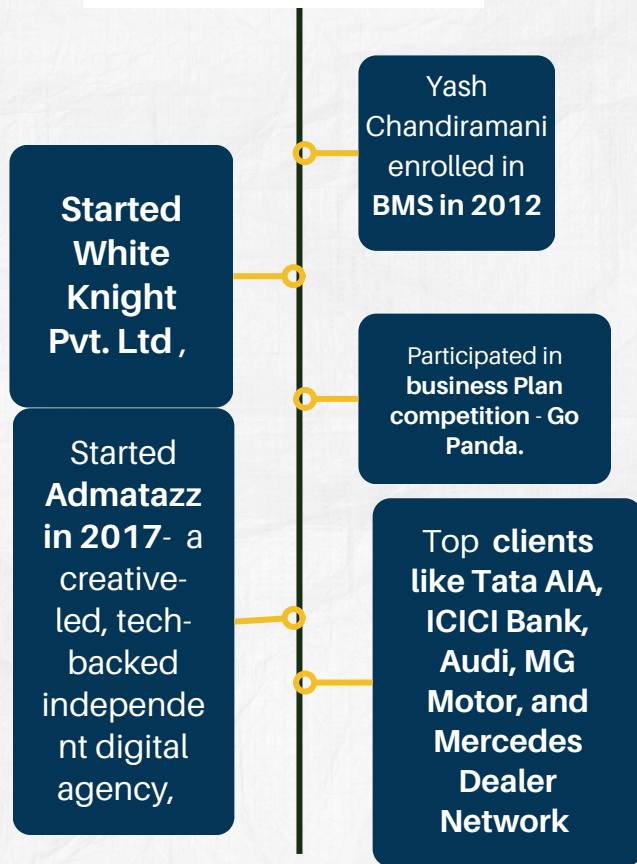 Yash
Chandiramani
enrolled in
BMS in 2012
Started
White
Knight
Pvt. Ltd ,
Participated in
business Plan
competition - Go
Panda.
Started
Admatazz
in 2017-  a
creative-
led, tech-
backed
independe
nt digital
agency,
Top  clients
like Tata AIA,
ICICI Bank,
Audi, MG
Motor, and
Mercedes
Dealer
Network